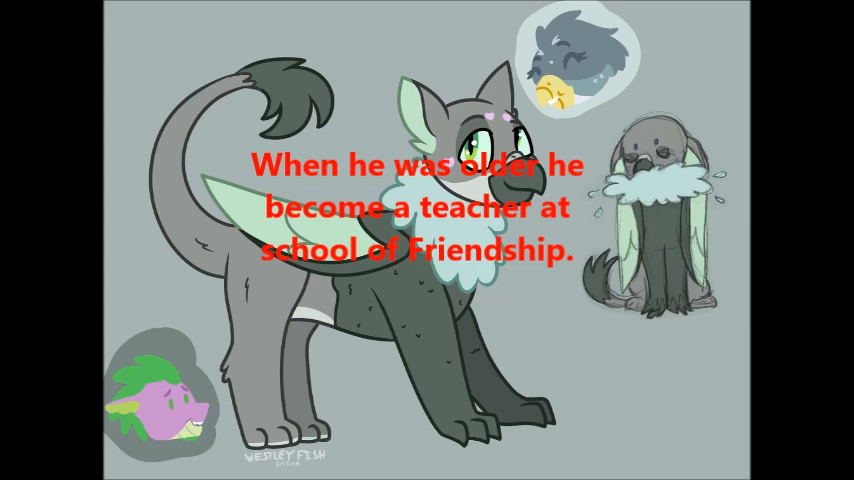 When he was older he
become a teacher at
school of Friendship.
WESTLEY FISH